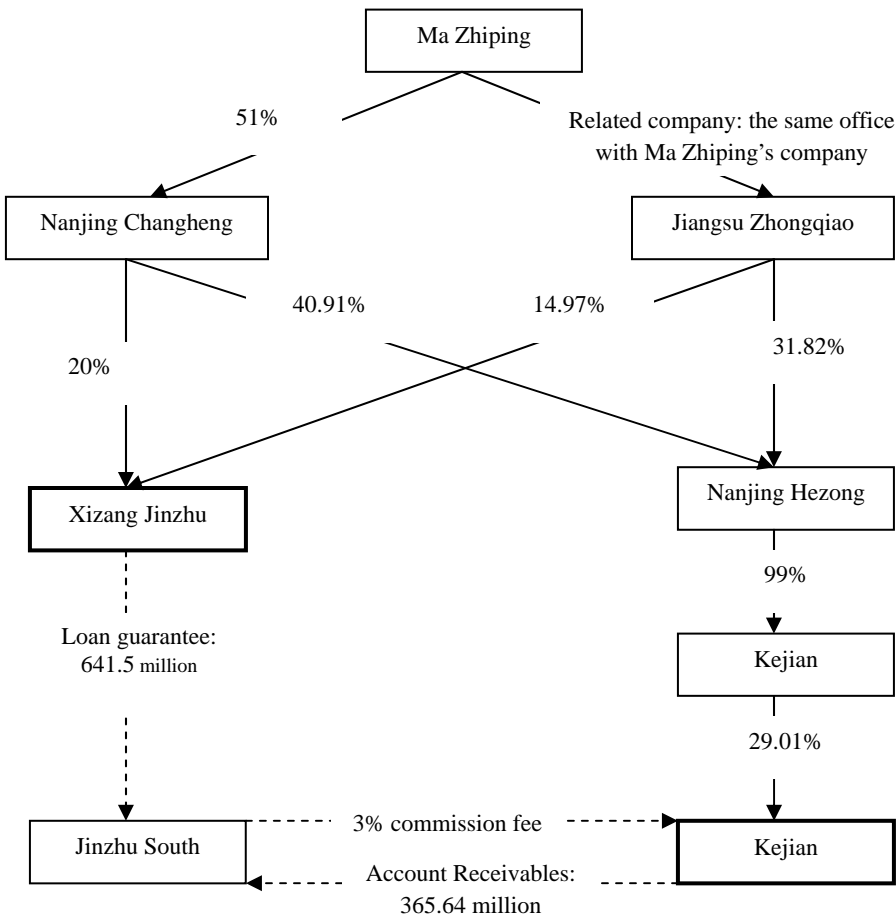 Ma Zhiping
51%
Related company: the same office
with Ma Zhiping's company
Nanjing Changheng
Jiangsu Zhongqiao
40.91%
14.97%
20%
31.82%
Xizang Jinzhu
Nanjing Hezong
99%
Loan guarantee:
641.5 million
Kejian
29.01%
Jinzhu South
3% commission fee
Kejian
Account Receivables:
365.64 million